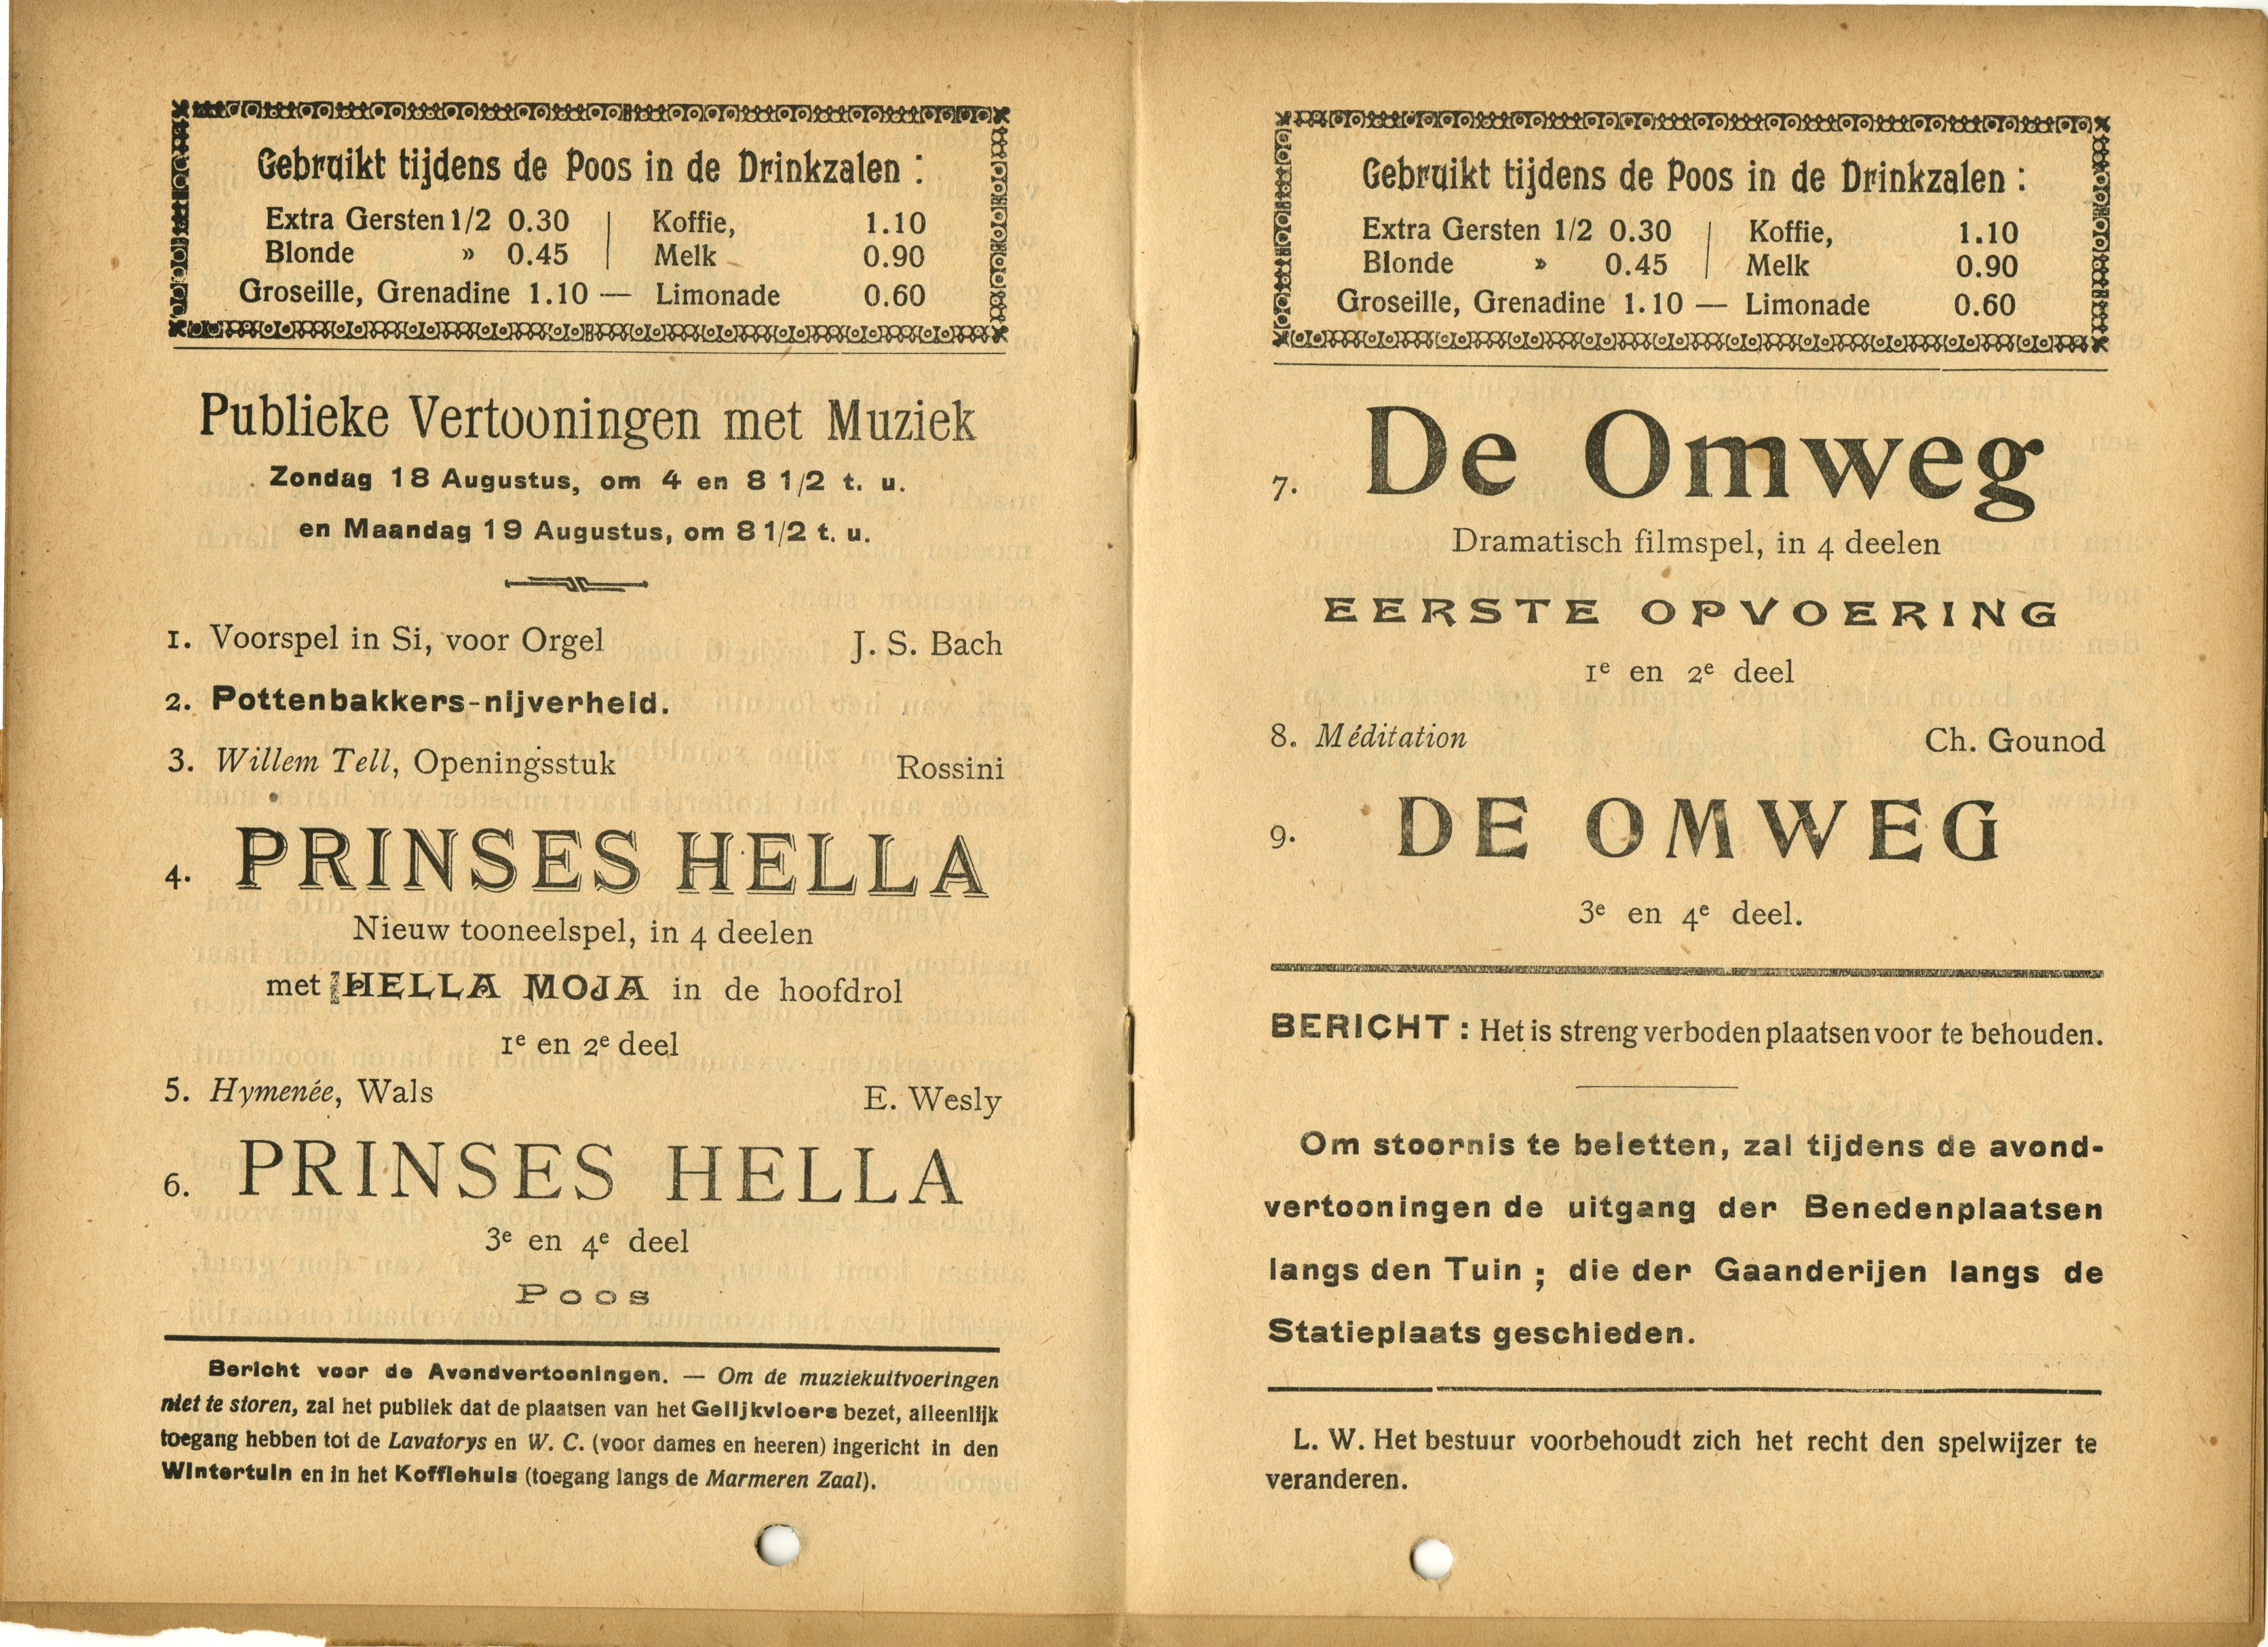 Gebruikt tijdens de Poos in de Drinkzalen :
Extra Gersten 1/2 0.30 | Koffie, 1.10
Blonde » 0.45 | Melk 0.90
Groseille, Grenadine 1.10 — Limonade 0.60
Publieke Vertooningen met Muziek
Zondag 18 Augustus, om 4 en 8 1/2 t. u.
en Maandag 19 Augustus, om 8 1/2 t. u.
1. Voorspel in Si, voor Orgel J. S. Bach
2. Pottenbakkers-nijverheid.
3. Willem Tell, Openingsstuk Rossini
4. PRINSES HELLA
Nieuw tooneelspel, in 4 deelen
met HELLA MOJA in de hoofdrol
1e en 2e deel
5. Hymenée, Wals E. Wesly
6. PRINSES HELLA
3e en 4e deel
Poos
Bericht voor de Avondvertooningen. — Om de muziekuitvoeringen
niet te storen, zal het publiek dat de plaatsen van het Gelijkvloers bezet, alleenlijk
toegang hebben tot de Lavatorys en W. C. (voor dames en heeren) ingericht in den
Wintertuin en in het Koffiehuis (toegang langs de Marmeren Zaal).
Gebruikt tijdens de Poos in de Drinkzalen :
Extra Gersten 1/2 0.30 | Koffie, 1.10
Blonde » 0.45 | Melk 0.90
Groseille, Grenadine 1.10 — Limonade 0.60
7. De Omweg
Dramatisch filmspel, in 4 deelen
EERSTE OPVOERING
1e en 2e deel
8. Méditation Ch. Gounod
9. DE OMWEG
3e en 4e deel.
BERICHT : Het is streng verboden plaatsen voor te behouden.
Om stoornis te beletten, zal tijdens de avond-
vertooningen de uitgang der Benedenplaatsen
langs den Tuin ; die der Gaanderijen langs de
Statieplaats geschieden.
L. W. Het bestuur voorbehoudt zich het recht den spelwijzer te
veranderen.